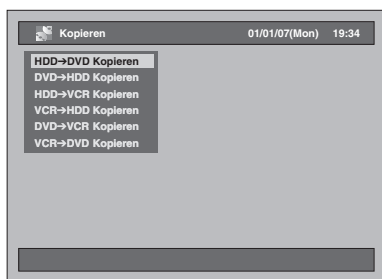 Kopieren 01/01/07(Mon) 19:34
HDD→DVD Kopieren
DVD→HDD Kopieren
HDD→VCR Kopieren
VCR→HDD Kopieren
DVD→VCR Kopieren
VCR→DVD Kopieren